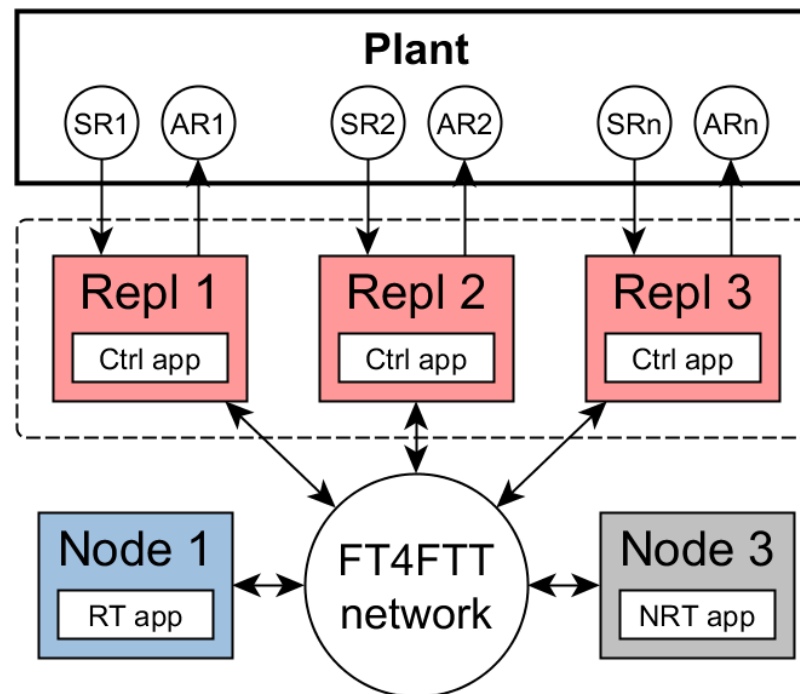 Plant
SR1 AR1 SR2 AR2 SRn ARn
Repl 1 Repl 2 Repl 3
Ctrl app Ctrl app Ctrl app
Node 1 FT4FTT Node 3
RT app network NRT app